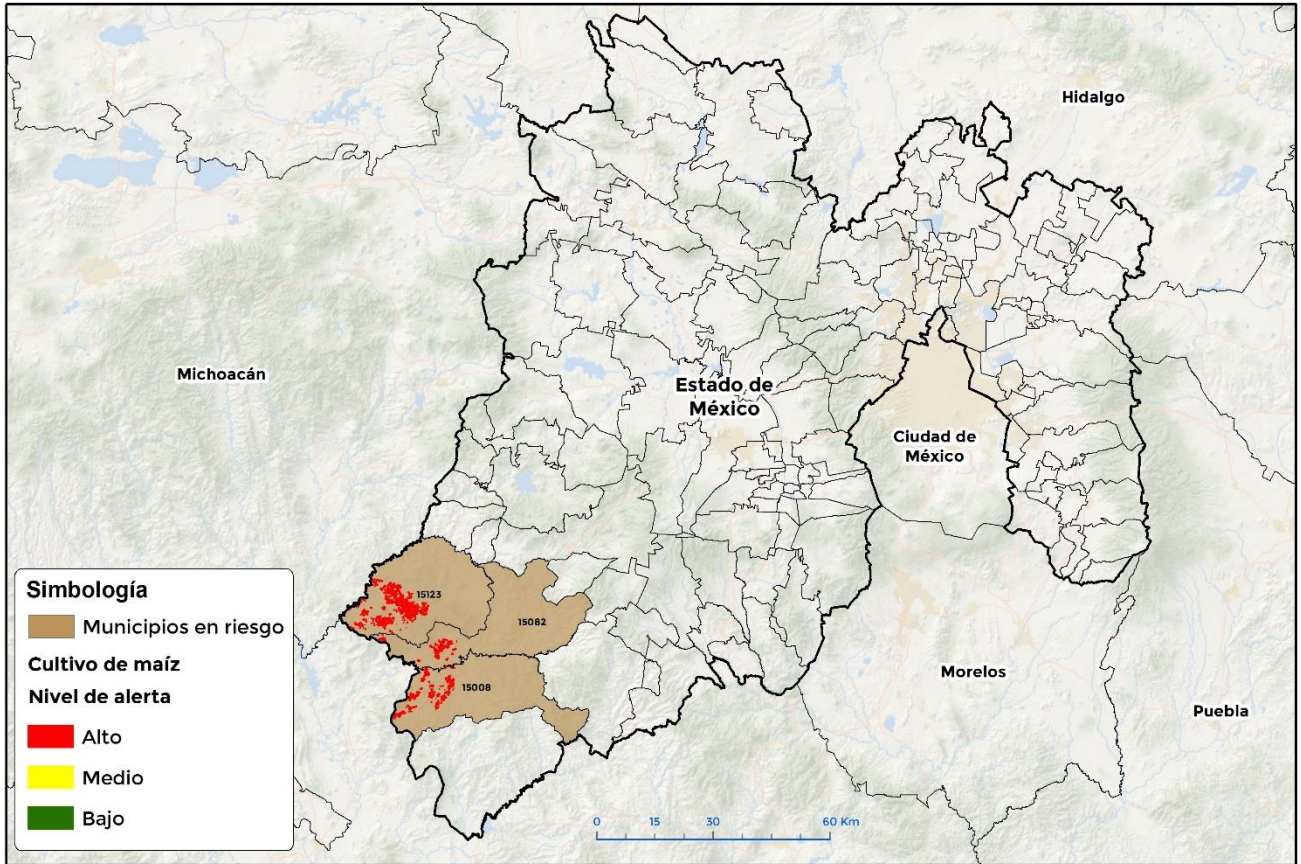 Hidalgo
Michoacán
Estado de
México
Ciudad de
México
15123
15082
15008
Morelos
Puebla
Simbología
Municipios en riesgo
Cultivo de maíz
Nivel de alerta
Alto
Medio
Bajo
0 15 30 60 Km